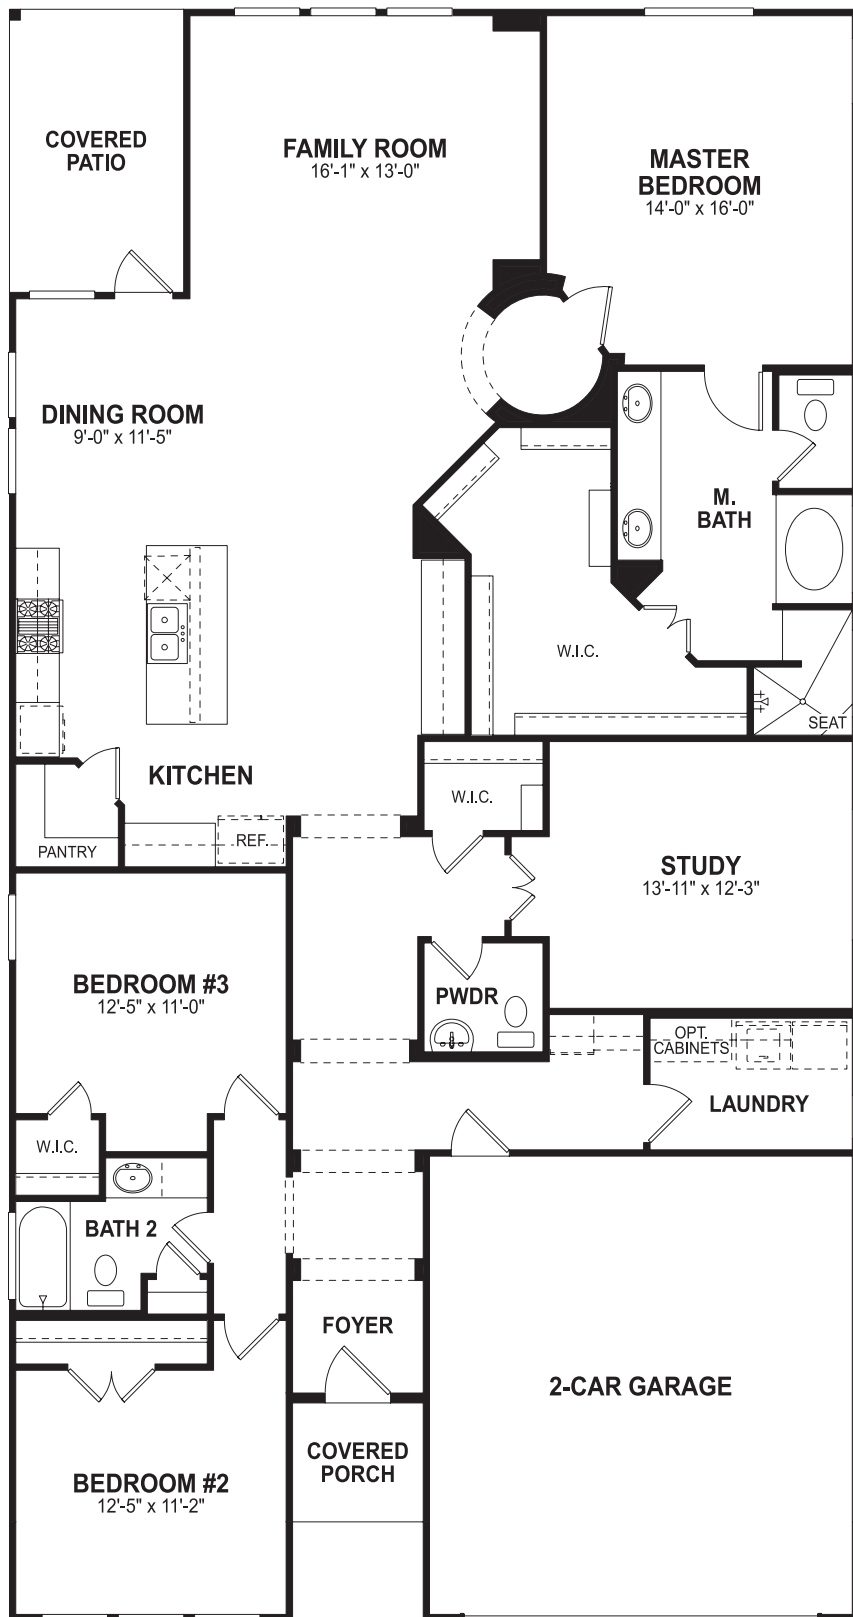 COVERED
PATIO
FAMILY ROOM
16'-1" x 13'-0"
MASTER
BEDROOM
14'-0" x 16'-0"
DINING ROOM
9'-0" x 11'-5"
M.
BATH
W.I.C.
SEAT
KITCHEN
W.I.C.
PANTRY
REF.
STUDY
13'-11" x 12'-3"
BEDROOM #3
12'-5" x 11'-0"
PWDR
OPT.
CABINETS
LAUNDRY
W.I.C.
BATH 2
FOYER
2-CAR GARAGE
COVERED
PORCH
BEDROOM #2
12'-5" x 11'-2"